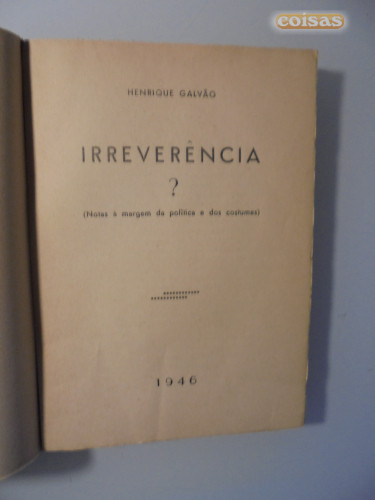 coisas
HENRIQUE GALVÃO
IRREVERÊNCIA
?
(Notas à margem da política e dos costumes)
1946